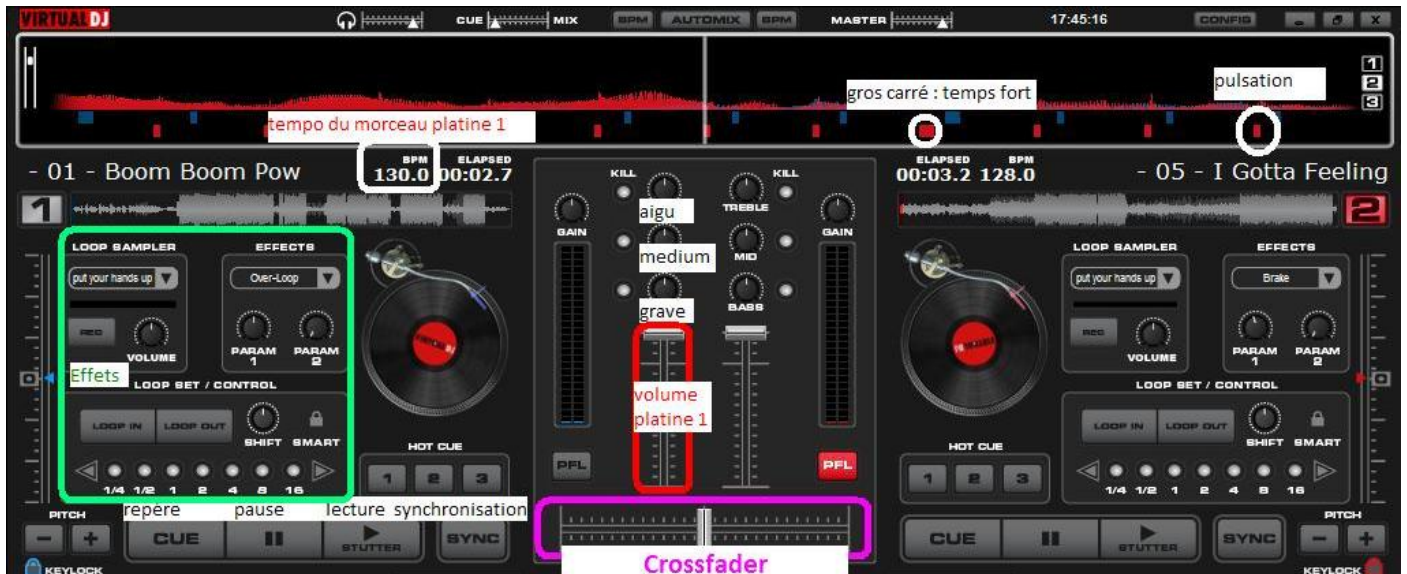 VIRTUAL DJ CUE MIX BPM AUTOMIX BPM MASTER 17:45:16 CONFIG
pulsation
gros carré : temps fort
1
2
3
tempo du morceau platine 1
- 01 - Boom Boom Pow
BPM ELAPSED
130.0 00:02.7
ELAPSED BPM
00:03.2 128.0
- 05 - I Gotta Feeling
1
2
LOOP SAMPLER EFFECTS
put your hands up Over-Loop
REC VOLUME PARAM 1 PARAM 2
Effets
LOOP SET / CONTROL
LOOP IN LOOP OUT SHIFT SMART
1/4 1/2 1 2 4 8 16
HOT CUE
1 2 3
repère pause lecture synchronisation
PITCH
- + CUE STUTTER SYNC
KEYLOCK
KILL KILL
aigu TREBLE
GAIN GAIN
medium MID
grave BASS
volume
platine 1
PFL PFL
Crossfader
LOOP SAMPLER EFFECTS
put your hands up Brake
REC VOLUME PARAM 1 PARAM 2
LOOP SET / CONTROL
LOOP IN LOOP OUT SHIFT SMART
1/4 1/2 1 2 4 8 16
HOT CUE
1 2 3
PITCH
CUE STUTTER SYNC - +
KEYLOCK